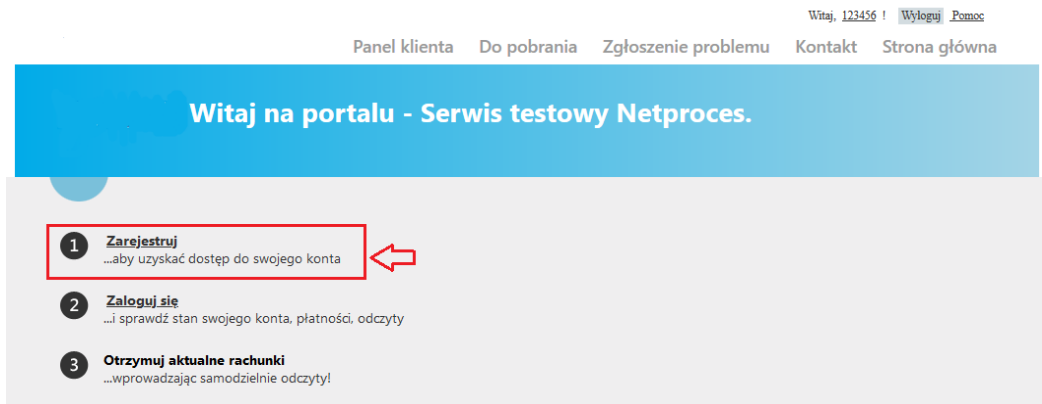 Witaj, 123456 ! Wyloguj Pomoc
Panel klienta Do pobrania Zgłoszenie problemu Kontakt Strona główna
Witaj na portalu - Serwis testowy Netproces.
1 Zarejestruj
...aby uzyskać dostęp do swojego konta
2 Zaloguj się
...i sprawdź stan swojego konta, płatności, odczyty
3 Otrzymuj aktualne rachunki
...wprowadzając samodzielnie odczyty!